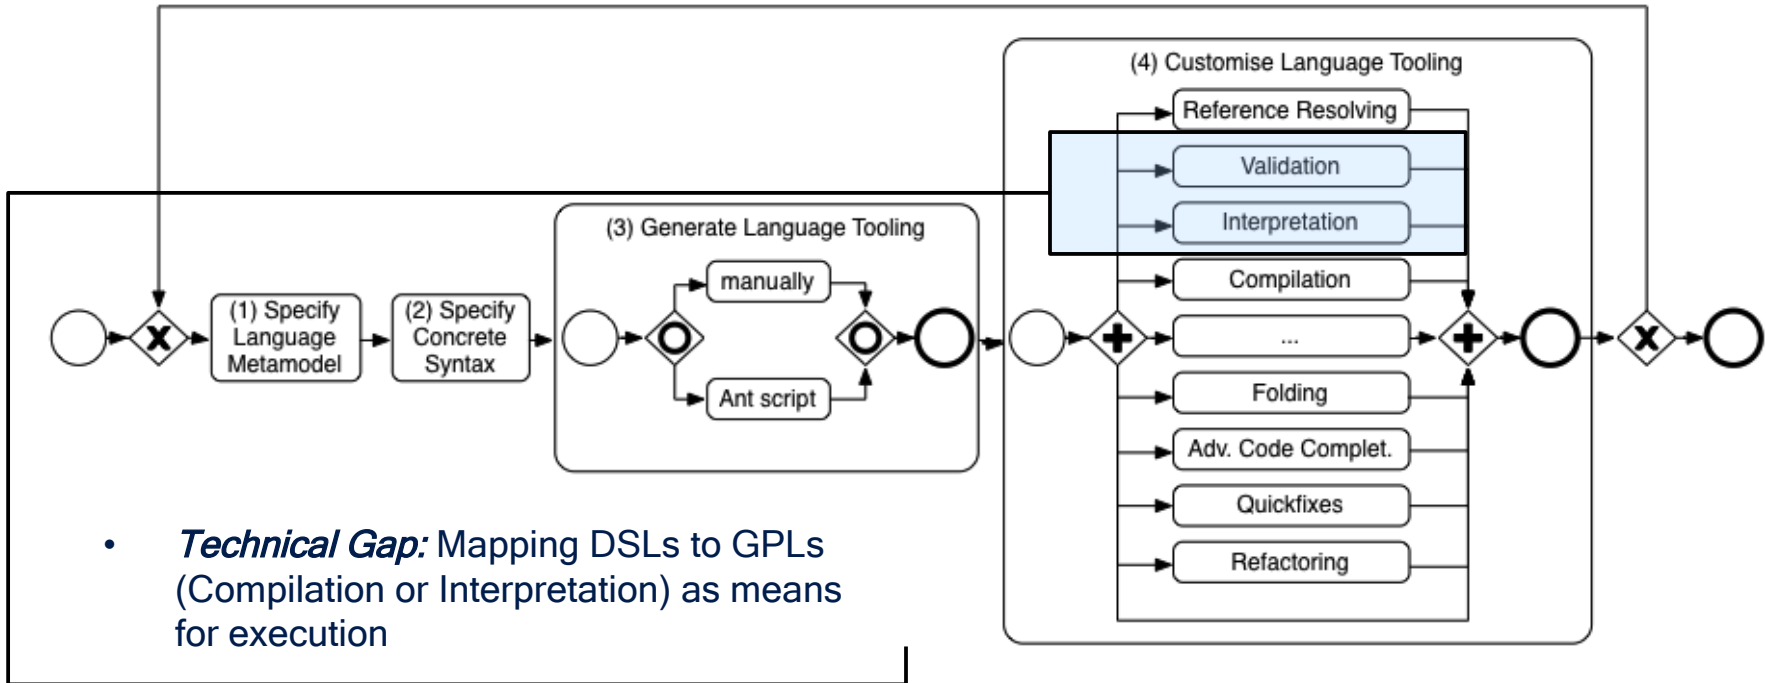 (4) Customise Language Tooling
Reference Resolving
Validation
Interpretation
Compilation
...
Folding
Adv. Code Complet.
Quickfixes
Refactoring
(3) Generate Language Tooling
manually
Ant script
(1) Specify
Language
Metamodel
(2) Specify
Concrete
Syntax
• Technical Gap: Mapping DSLs to GPLs
(Compilation or Interpretation) as means
for execution